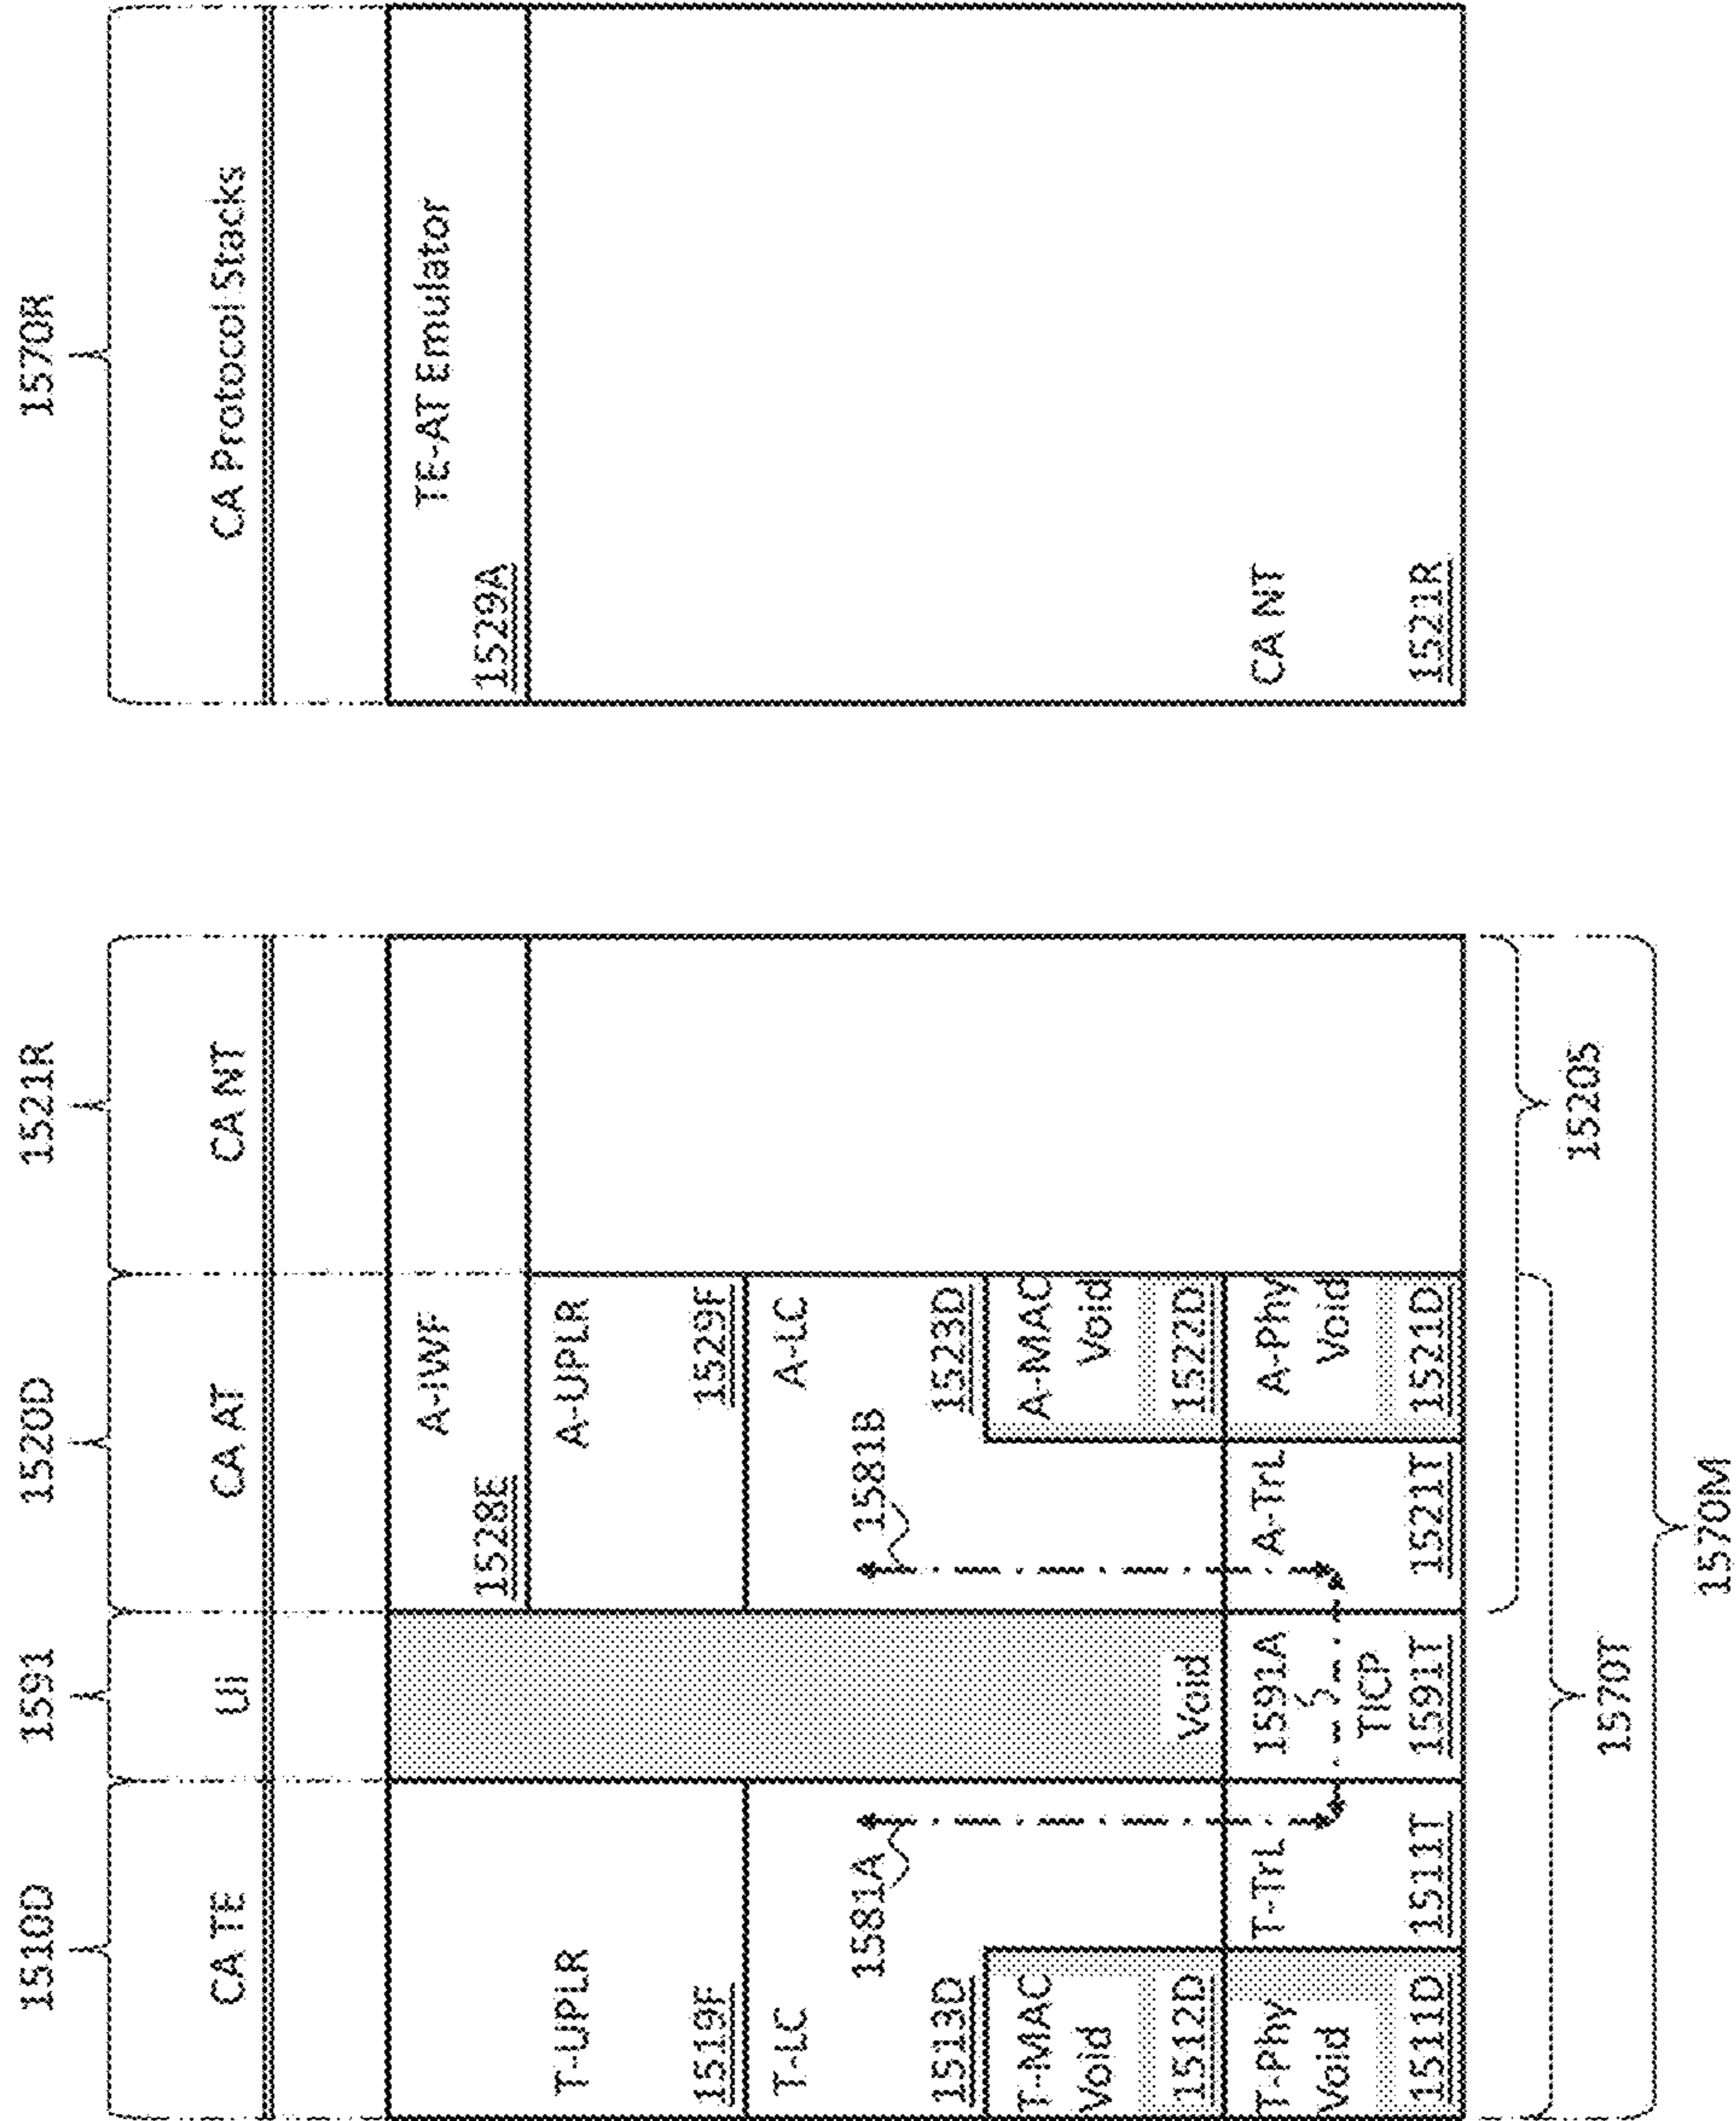 1510D
1591
1520D
1521R
1570R
CA TE
Ui
CA AT
CA NT
CA Protocol Stacks
A-IWF
1528E
TE-AT Emulator
1529A
T-UPLR
1519F
A-UPLR
1529F
T-LC
1581A
1513D
1581B
A-LC
1523D
T-MAC
Void
1512D
Void
A-MAC
Void
1522D
T-Phy
Void
1511D
T-TrL
1511T
1591A
TICP
1591T
A-TrL
1521T
A-Phy
Void
1521D
CA NT
1521R
1520S
1570T
1570M